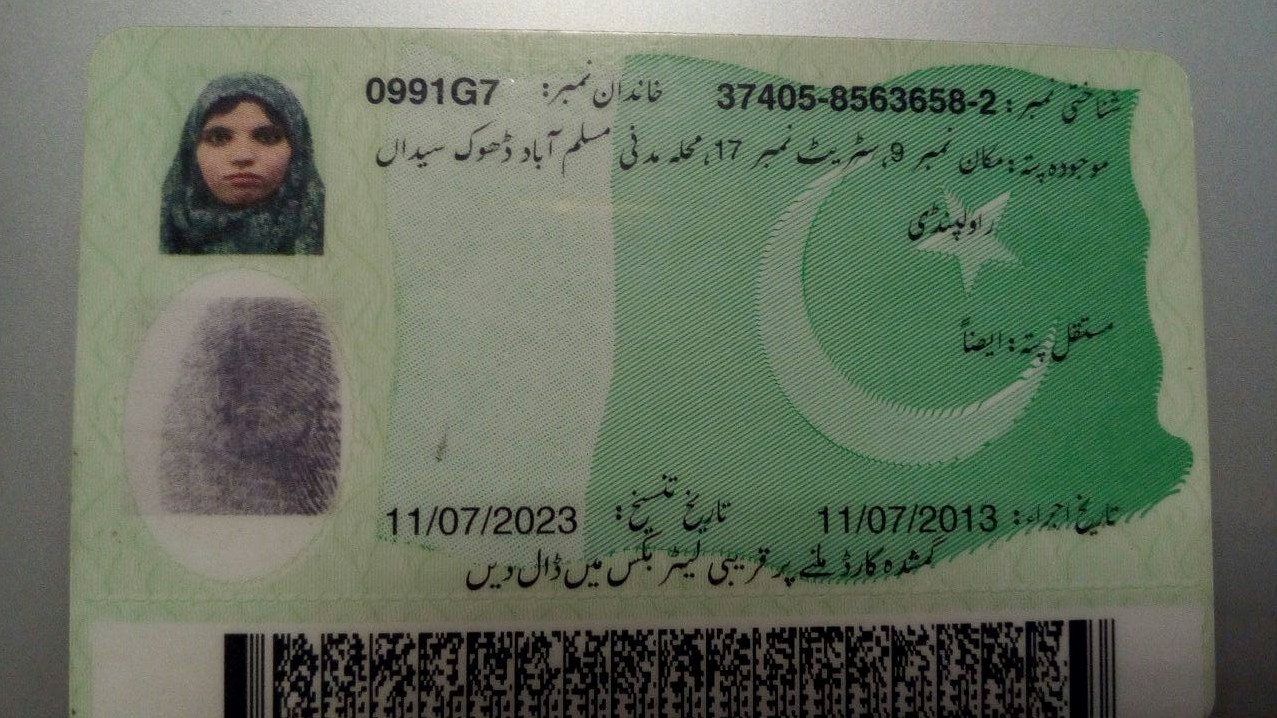 شناختی نمبر: 37405-8563658-2 خاندان نمبر: 0991G7
موجودہ پتہ: مکان نمبر 9، سٹریٹ نمبر 17، محلہ مدنی مسلم آباد ڈھوک سیداں
راولپنڈی
مستقل پتہ: ایضاً
تاریخ اجراء: 11/07/2013 تاریخ تنسیخ: 11/07/2023
گمشدہ کارڈ ملنے پر قریبی لیٹر بکس میں ڈال دیں